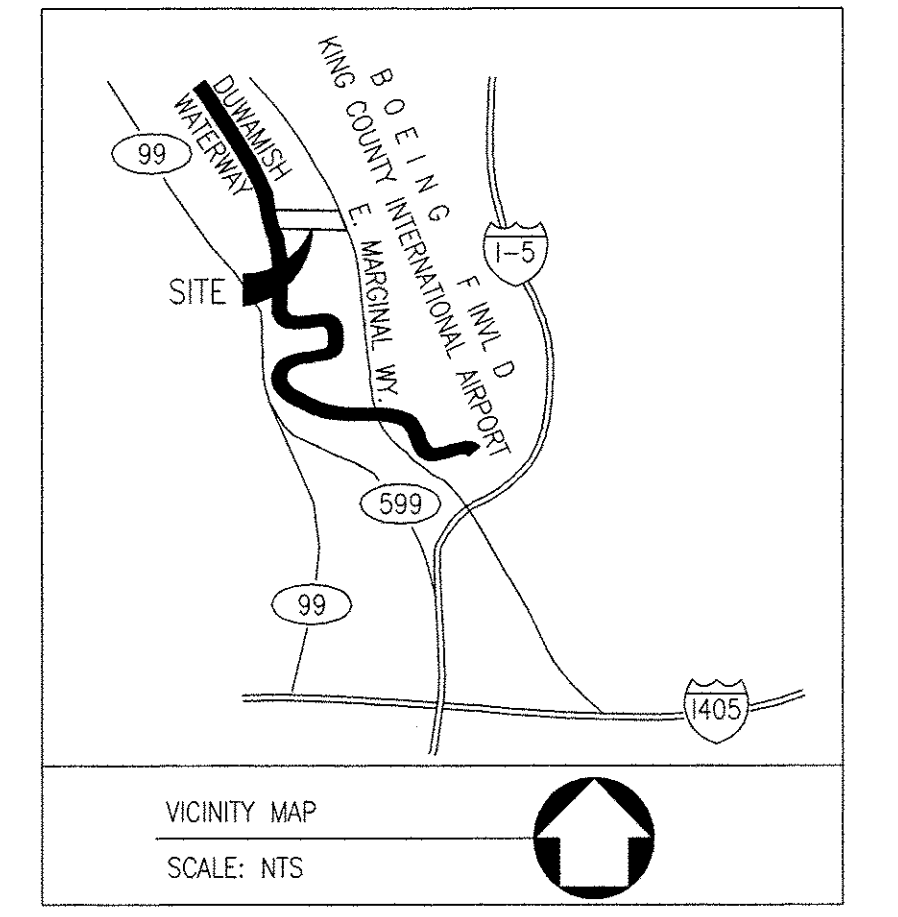 DUWAMISH
WATERWAY
BOEING F INVL D
KING COUNTY INTERNATIONAL AIRPORT
99
E. MARGINAL WY.
I-5
SITE
599
99
I405
VICINITY MAP
SCALE: NTS